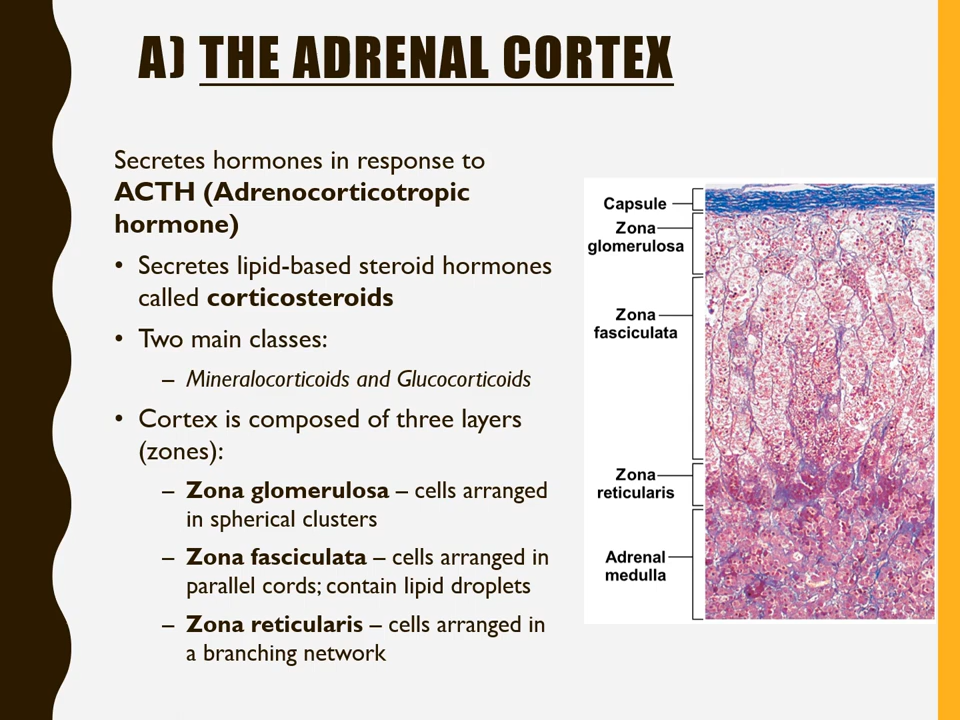 A) THE ADRENAL CORTEX
Secretes hormones in response to
ACTH (Adrenocorticotropic
hormone)
• Secretes lipid-based steroid hormones
called corticosteroids
• Two main classes:
– Mineralocorticoids and Glucocorticoids
• Cortex is composed of three layers
(zones):
– Zona glomerulosa – cells arranged
in spherical clusters
– Zona fasciculata – cells arranged in
parallel cords; contain lipid droplets
– Zona reticularis – cells arranged in
a branching network
Capsule
Zona
glomerulosa
Zona
fasciculata
Zona
reticularis
Adrenal
medulla